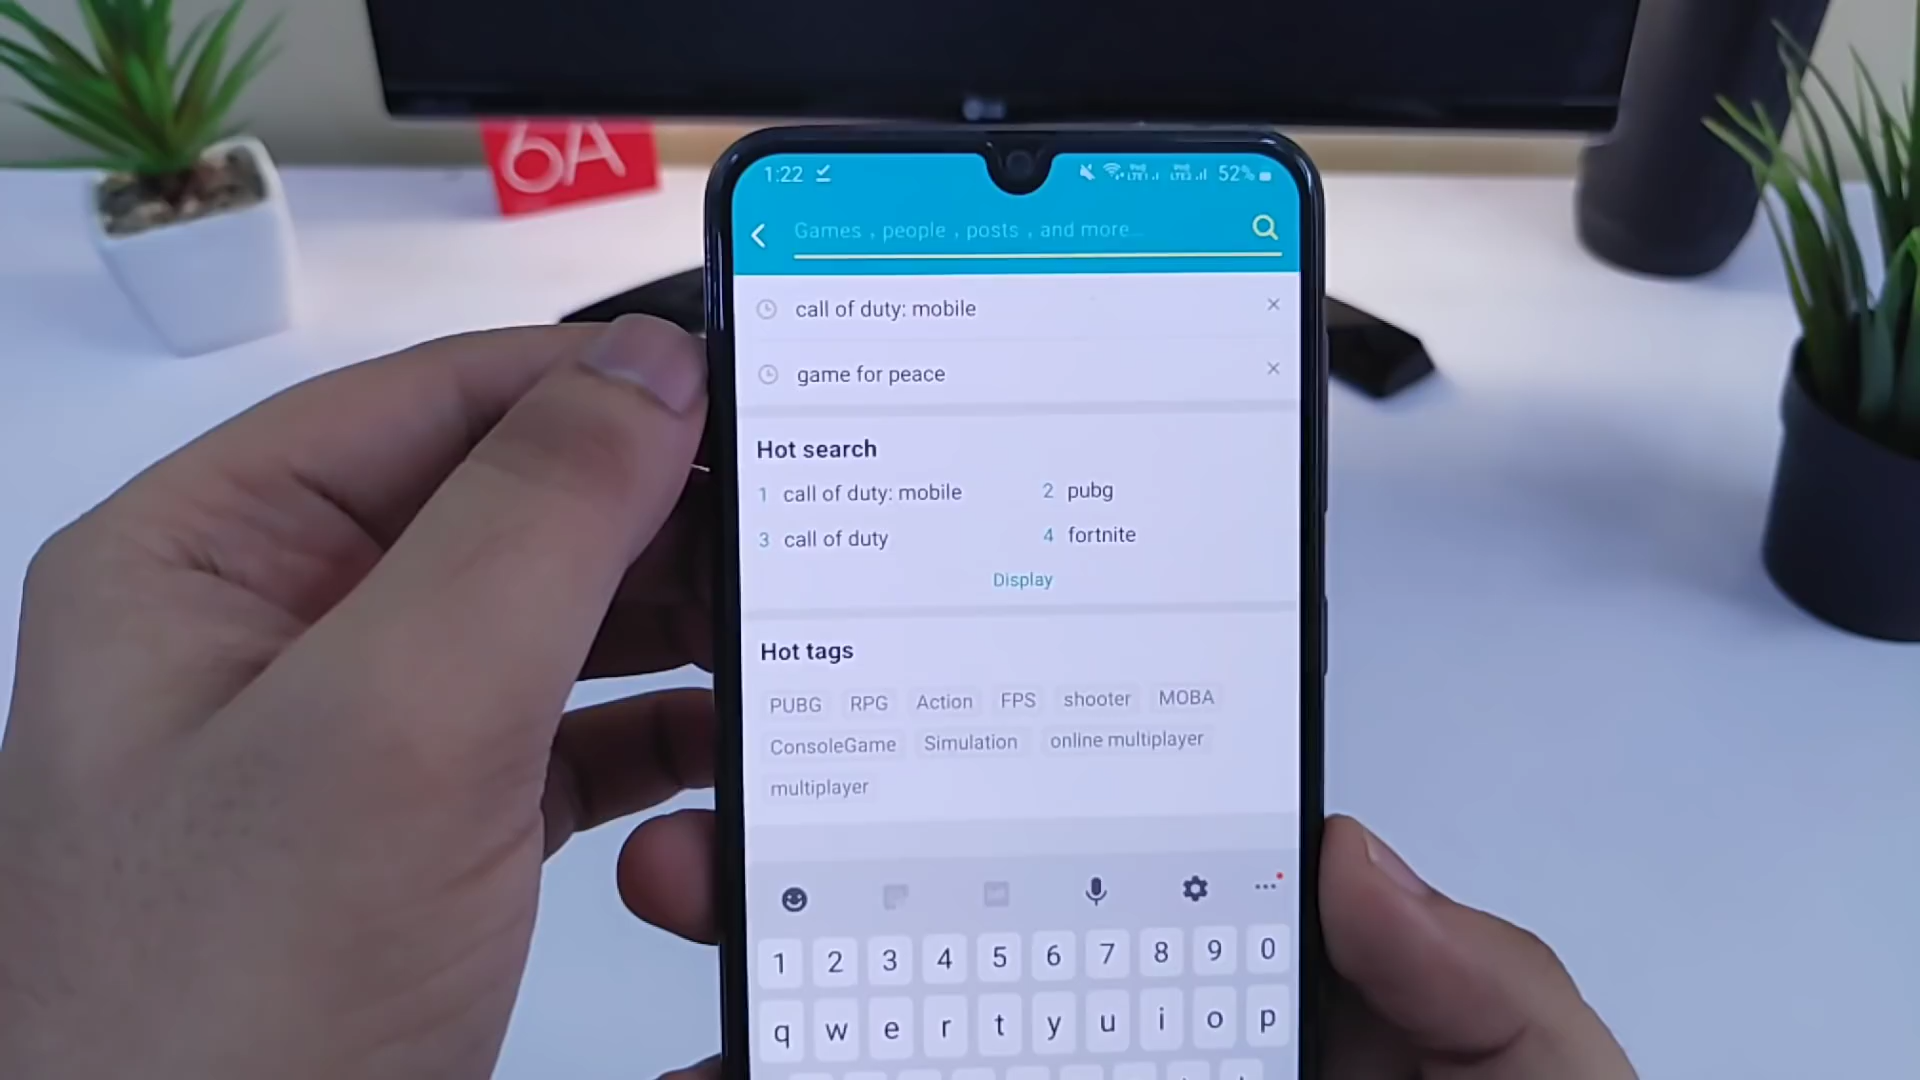 6A
LG
1:22 52%
Games , people , posts , and more...
call of duty: mobile
game for peace
Hot search
1 call of duty: mobile 2 pubg
3 call of duty 4 fortnite
Display
Hot tags
PUBG RPG Action FPS shooter MOBA
ConsoleGame Simulation online multiplayer
multiplayer
1 2 3 4 5 6 7 8 9 0
q w e r t y u i o p